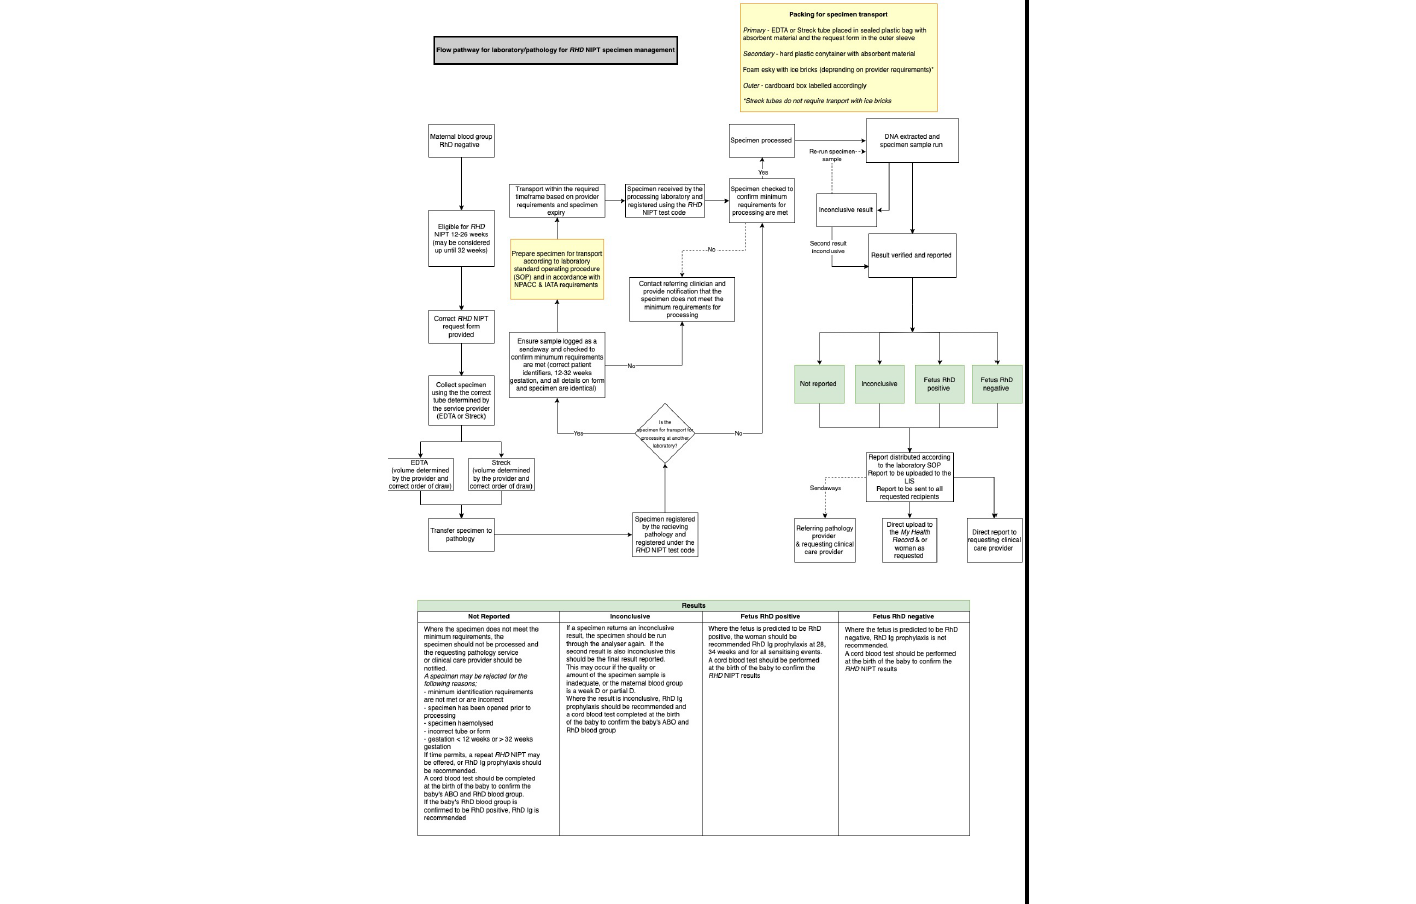 Packing for specimen transport
Primary - EDTA or Streck tube placed in sealed plastic bag with
absorbent material and the request form in the outer sleeve
Secondary - hard plastic conytainer with absorbent material
Foam esky with ice bricks (deprending on provider requirements)*
Outer - cardboard box labelled accordingly
*Streck tubes do not require tranport with ice bricks
Flow pathway for laboratory/pathology for RHD NIPT specimen management
Maternal blood group
RhD negative
Eligible for RHD
NIPT 12-26 weeks
(may be considered
up until 32 weeks)
Correct RHD NIPT
request form
provided
Collect specimen
using the the correct
tube determined by
the service provider
(EDTA or Streck)
EDTA
(volume determined
by the provider and
correct order of draw)
Streck
(volume determined
by the provider and
correct order of draw)
Transfer specimen to
pathology
Specimen registered
by the recieving
pathology and
registered under the
RHD NIPT test code
Is the
specimen for transport for
processing at another
laboratory?
Yes
No
Ensure sample logged as a
sendaway and checked to
confirm minumum requirements
are met (correct patient
identifiers, 12-32 weeks
gestation, and all details on form
and specimen are identical)
No
Prepare specimen for transport
according to laboratory
standard operating procedure
(SOP) and in accordance with
NPACC & IATA requirements
Transport within the required
timeframe based on provider
requirements and specimen
expiry
Specimen received by the
processing laboratory and
registered using the RHD
NIPT test code
Specimen checked to
confirm minimum
requirements for
processing are met
No
Contact referring clinician and
provide notification that the
specimen does not meet the
minimum requirements for
processing
Yes
Specimen processed
DNA extracted and
specimen sample run
Re-run specimen
sample
Inconclusive result
Second result
inconclusive
Result verified and reported
Not reported
Inconclusive
Fetus RhD
positive
Fetus RhD
negative
Report distributed according
to the laboratory SOP
Report to be uploaded to the
LIS
Report to be sent to all
requested recipients
Sendaways
Referring pathology
provider
& requesting clinical
care provider
Direct upload to
the My Health
Record & or
woman as
requested
Direct report to
requesting clinical
care provider
Results
Not Reported
Where the specimen does not meet the
minimum requirements, the
specimen should not be processed and
the requesting pathology service
or clinical care provider should be
notified.
A specimen may be rejected for the
following reasons;
- minimum identification requirements
are not met or are incorrect
- specimen has been opened prior to
processing
- specimen haemolysed
- incorrect tube or form
- gestation < 12 weeks or > 32 weeks
gestation
If time permits, a repeat RHD NIPT may
be offered, or RhD Ig prophylaxis should
be recommended.
A cord blood test should be completed
at the birth of the baby to confirm the
baby's ABO and RhD blood group.
If the baby's RhD blood group is
confirmed to be RhD positive, RhD Ig is
recommended
Inconclusive
If a specimen returns an inconclusive
result, the specimen should be run
through the analyser again. If the
second result is also inconclusive this
should be the final result reported.
This may occur if the quality or
amount of the specimen sample is
inadequate, or the maternal blood group
is a weak D or partial D.
Where the result is inconclusive, RhD Ig
prophylaxis should be recommended and
a cord blood test completed at the birth
of the baby to confirm the baby's ABO and
RhD blood group
Fetus RhD positive
Where the fetus is predicted to be RhD
positive, the woman should be
recommended RhD Ig prophylaxis at 28,
34 weeks and for all sensitising events.
A cord blood test should be performed
at the birth of the baby to confirm the
RHD NIPT results
Fetus RhD negative
Where the fetus is predicted to be RhD
negative, RhD Ig prophylaxis is not
recommended.
A cord blood test should be performed
at the birth of the baby to confirm the
RHD NIPT results